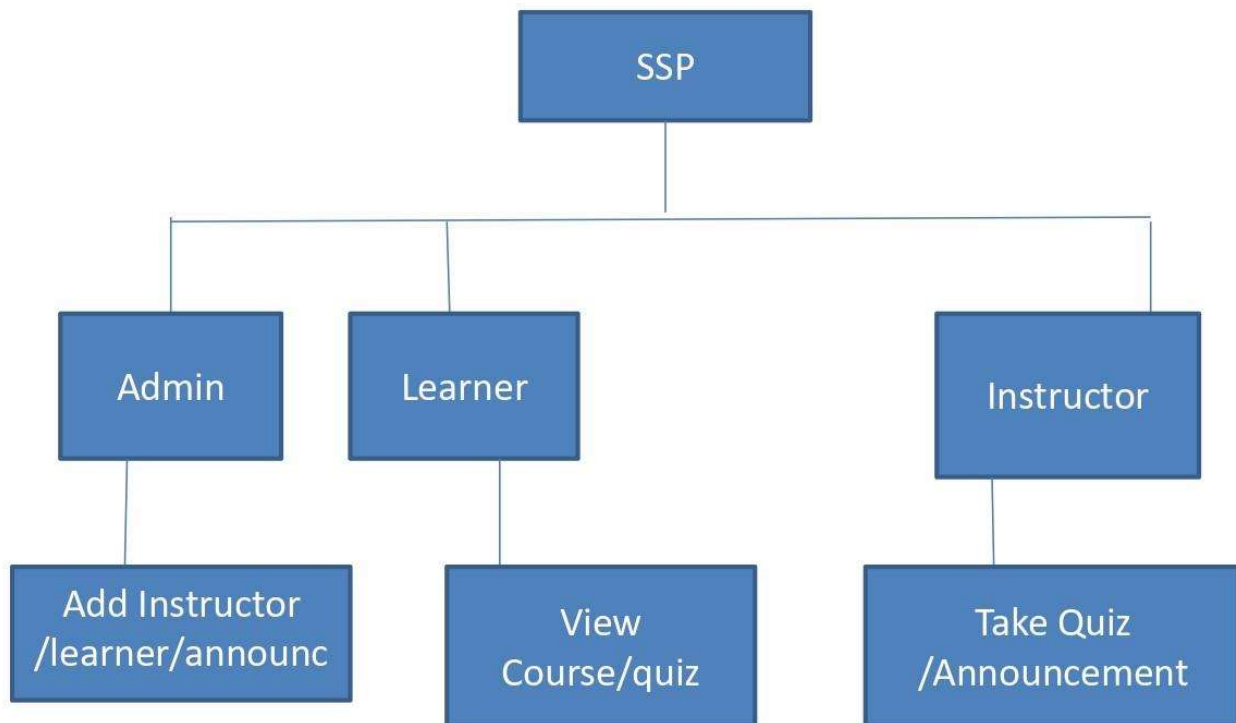 SSP
Admin
Learner
Instructor
Add Instructor
/learner/announc
View
Course/quiz
Take Quiz
/Announcement